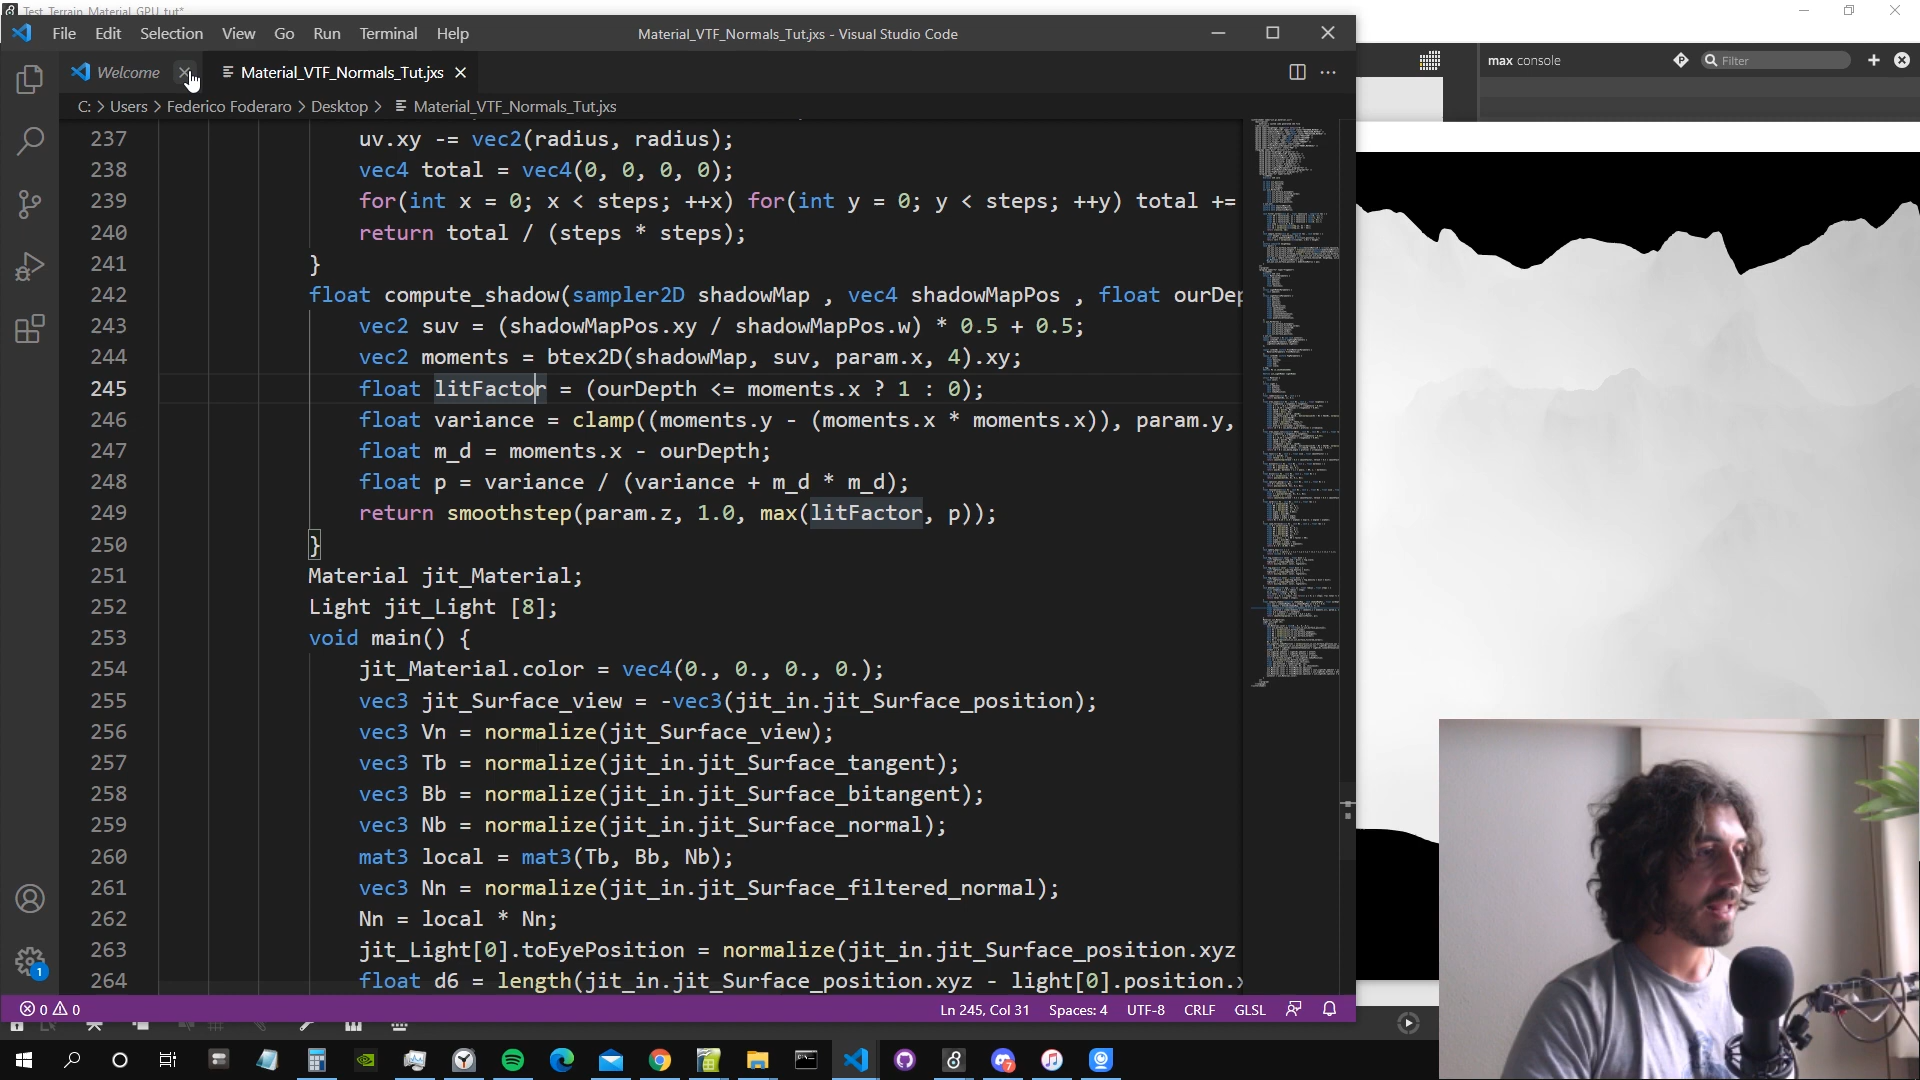 Test_Terrain_Material_GPU_tut*
File Edit Selection View Go Run Terminal Help Material_VTF_Normals_Tut.jxs - Visual Studio Code
max console Filter
Welcome Material_VTF_Normals_Tut.jxs
C: > Users > Federico Foderaro > Desktop > Material_VTF_Normals_Tut.jxs
237 uv.xy -= vec2(radius, radius);
238 vec4 total = vec4(0, 0, 0, 0);
239 for(int x = 0; x < steps; ++x) for(int y = 0; y < steps; ++y) total +=
240 return total / (steps * steps);
241 }
242 float compute_shadow(sampler2D shadowMap , vec4 shadowMapPos , float ourDep
243 vec2 suv = (shadowMapPos.xy / shadowMapPos.w) * 0.5 + 0.5;
244 vec2 moments = btex2D(shadowMap, suv, param.x, 4).xy;
245 float litFactor = (ourDepth <= moments.x ? 1 : 0);
246 float variance = clamp((moments.y - (moments.x * moments.x)), param.y,
247 float m_d = moments.x - ourDepth;
248 float p = variance / (variance + m_d * m_d);
249 return smoothstep(param.z, 1.0, max(litFactor, p));
250 }
251 Material jit_Material;
252 Light jit_Light [8];
253 void main() {
254 jit_Material.color = vec4(0., 0., 0., 0.);
255 vec3 jit_Surface_view = -vec3(jit_in.jit_Surface_position);
256 vec3 Vn = normalize(jit_Surface_view);
257 vec3 Tb = normalize(jit_in.jit_Surface_tangent);
258 vec3 Bb = normalize(jit_in.jit_Surface_bitangent);
259 vec3 Nb = normalize(jit_in.jit_Surface_normal);
260 mat3 local = mat3(Tb, Bb, Nb);
261 vec3 Nn = normalize(jit_in.jit_Surface_filtered_normal);
262 Nn = local * Nn;
263 jit_Light[0].toEyePosition = normalize(jit_in.jit_Surface_position.xyz
264 float d6 = length(jit_in.jit_Surface_position.xyz - light[0].position.x
1
0 0 Ln 245, Col 31 Spaces: 4 UTF-8 CRLF GLSL